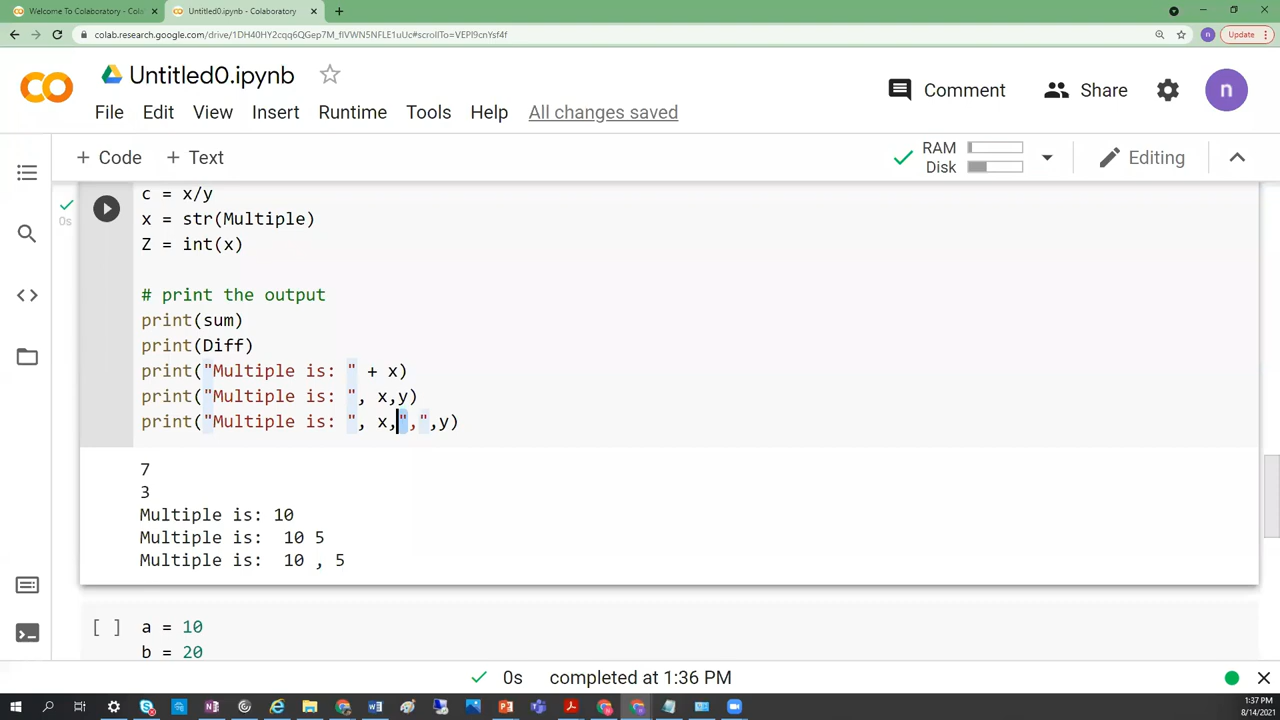 Welcome To Colaboratory - Cola
Untitled0.ipynb - Colaboratory
colab.research.google.com/drive/1DH40HY2cqq6QGep7M_flVWN5NFLE1uUc#scrollTo=VEPl9cnYsf4f
n
Update
Untitled0.ipynb
Comment
Share
n
File Edit View Insert Runtime Tools Help All changes saved
+ Code + Text
RAM
Disk
Editing
0s
c = x/y
x = str(Multiple)
Z = int(x)
# print the output
print(sum)
print(Diff)
print("Multiple is: " + x)
print("Multiple is: ", x,y)
print("Multiple is: ", x,",",y)
7
3
Multiple is: 10
Multiple is:  10 5
Multiple is:  10 , 5
[ ] a = 10
b = 20
0s completed at 1:36 PM
1:37 PM
8/14/2021